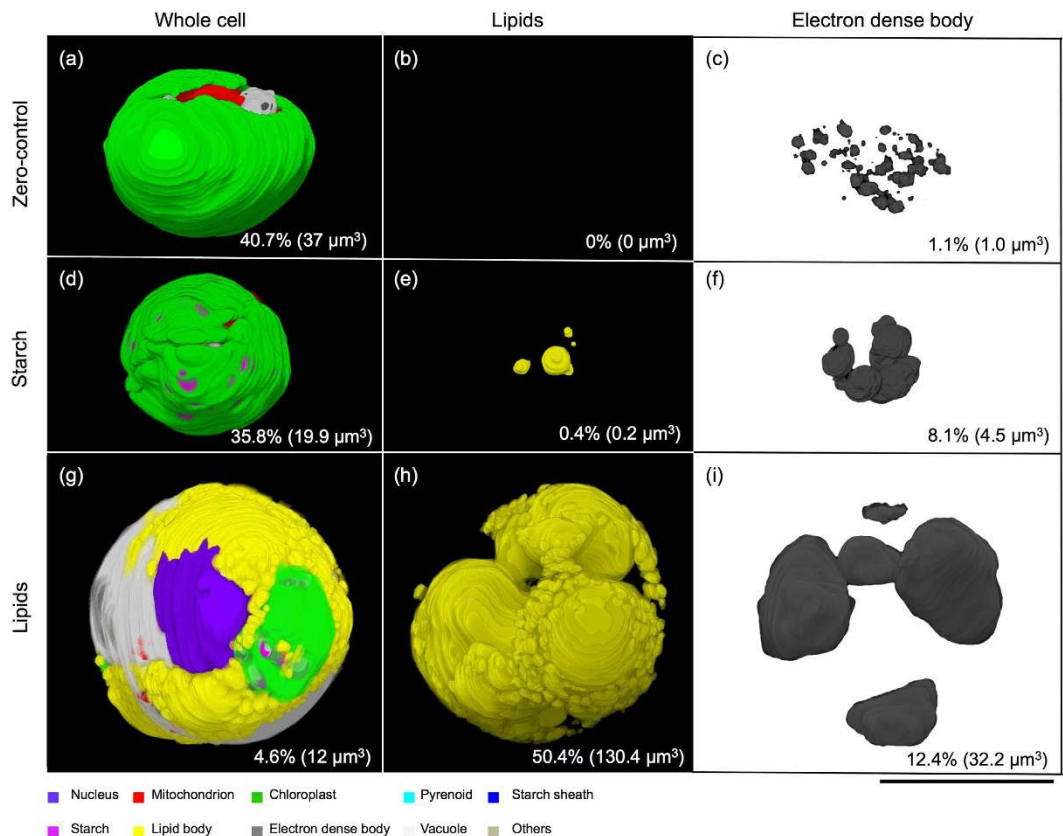 Whole cell
Lipids
Electron dense body
Zero-control
(a)
40.7% (37 µm³)
(b)
0% (0 µm³)
(c)
1.1% (1.0 µm³)
Starch
(d)
35.8% (19.9 µm³)
(e)
0.4% (0.2 µm³)
(f)
8.1% (4.5 µm³)
Lipids
(g)
4.6% (12 µm³)
(h)
50.4% (130.4 µm³)
(i)
12.4% (32.2 µm³)
Nucleus
Mitochondrion
Chloroplast
Pyrenoid
Starch sheath
Starch
Lipid body
Electron dense body
Vacuole
Others